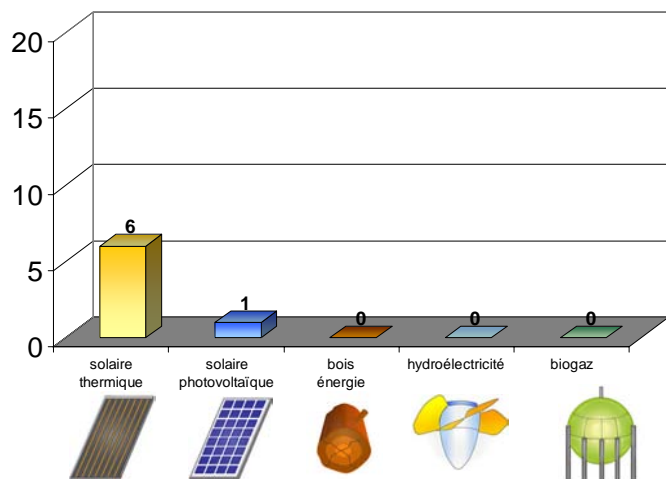 20
15
10
5
0
6
1
0
0
0
solaire
thermique
solaire
photovoltaïque
bois
énergie
hydroélectricité
biogaz